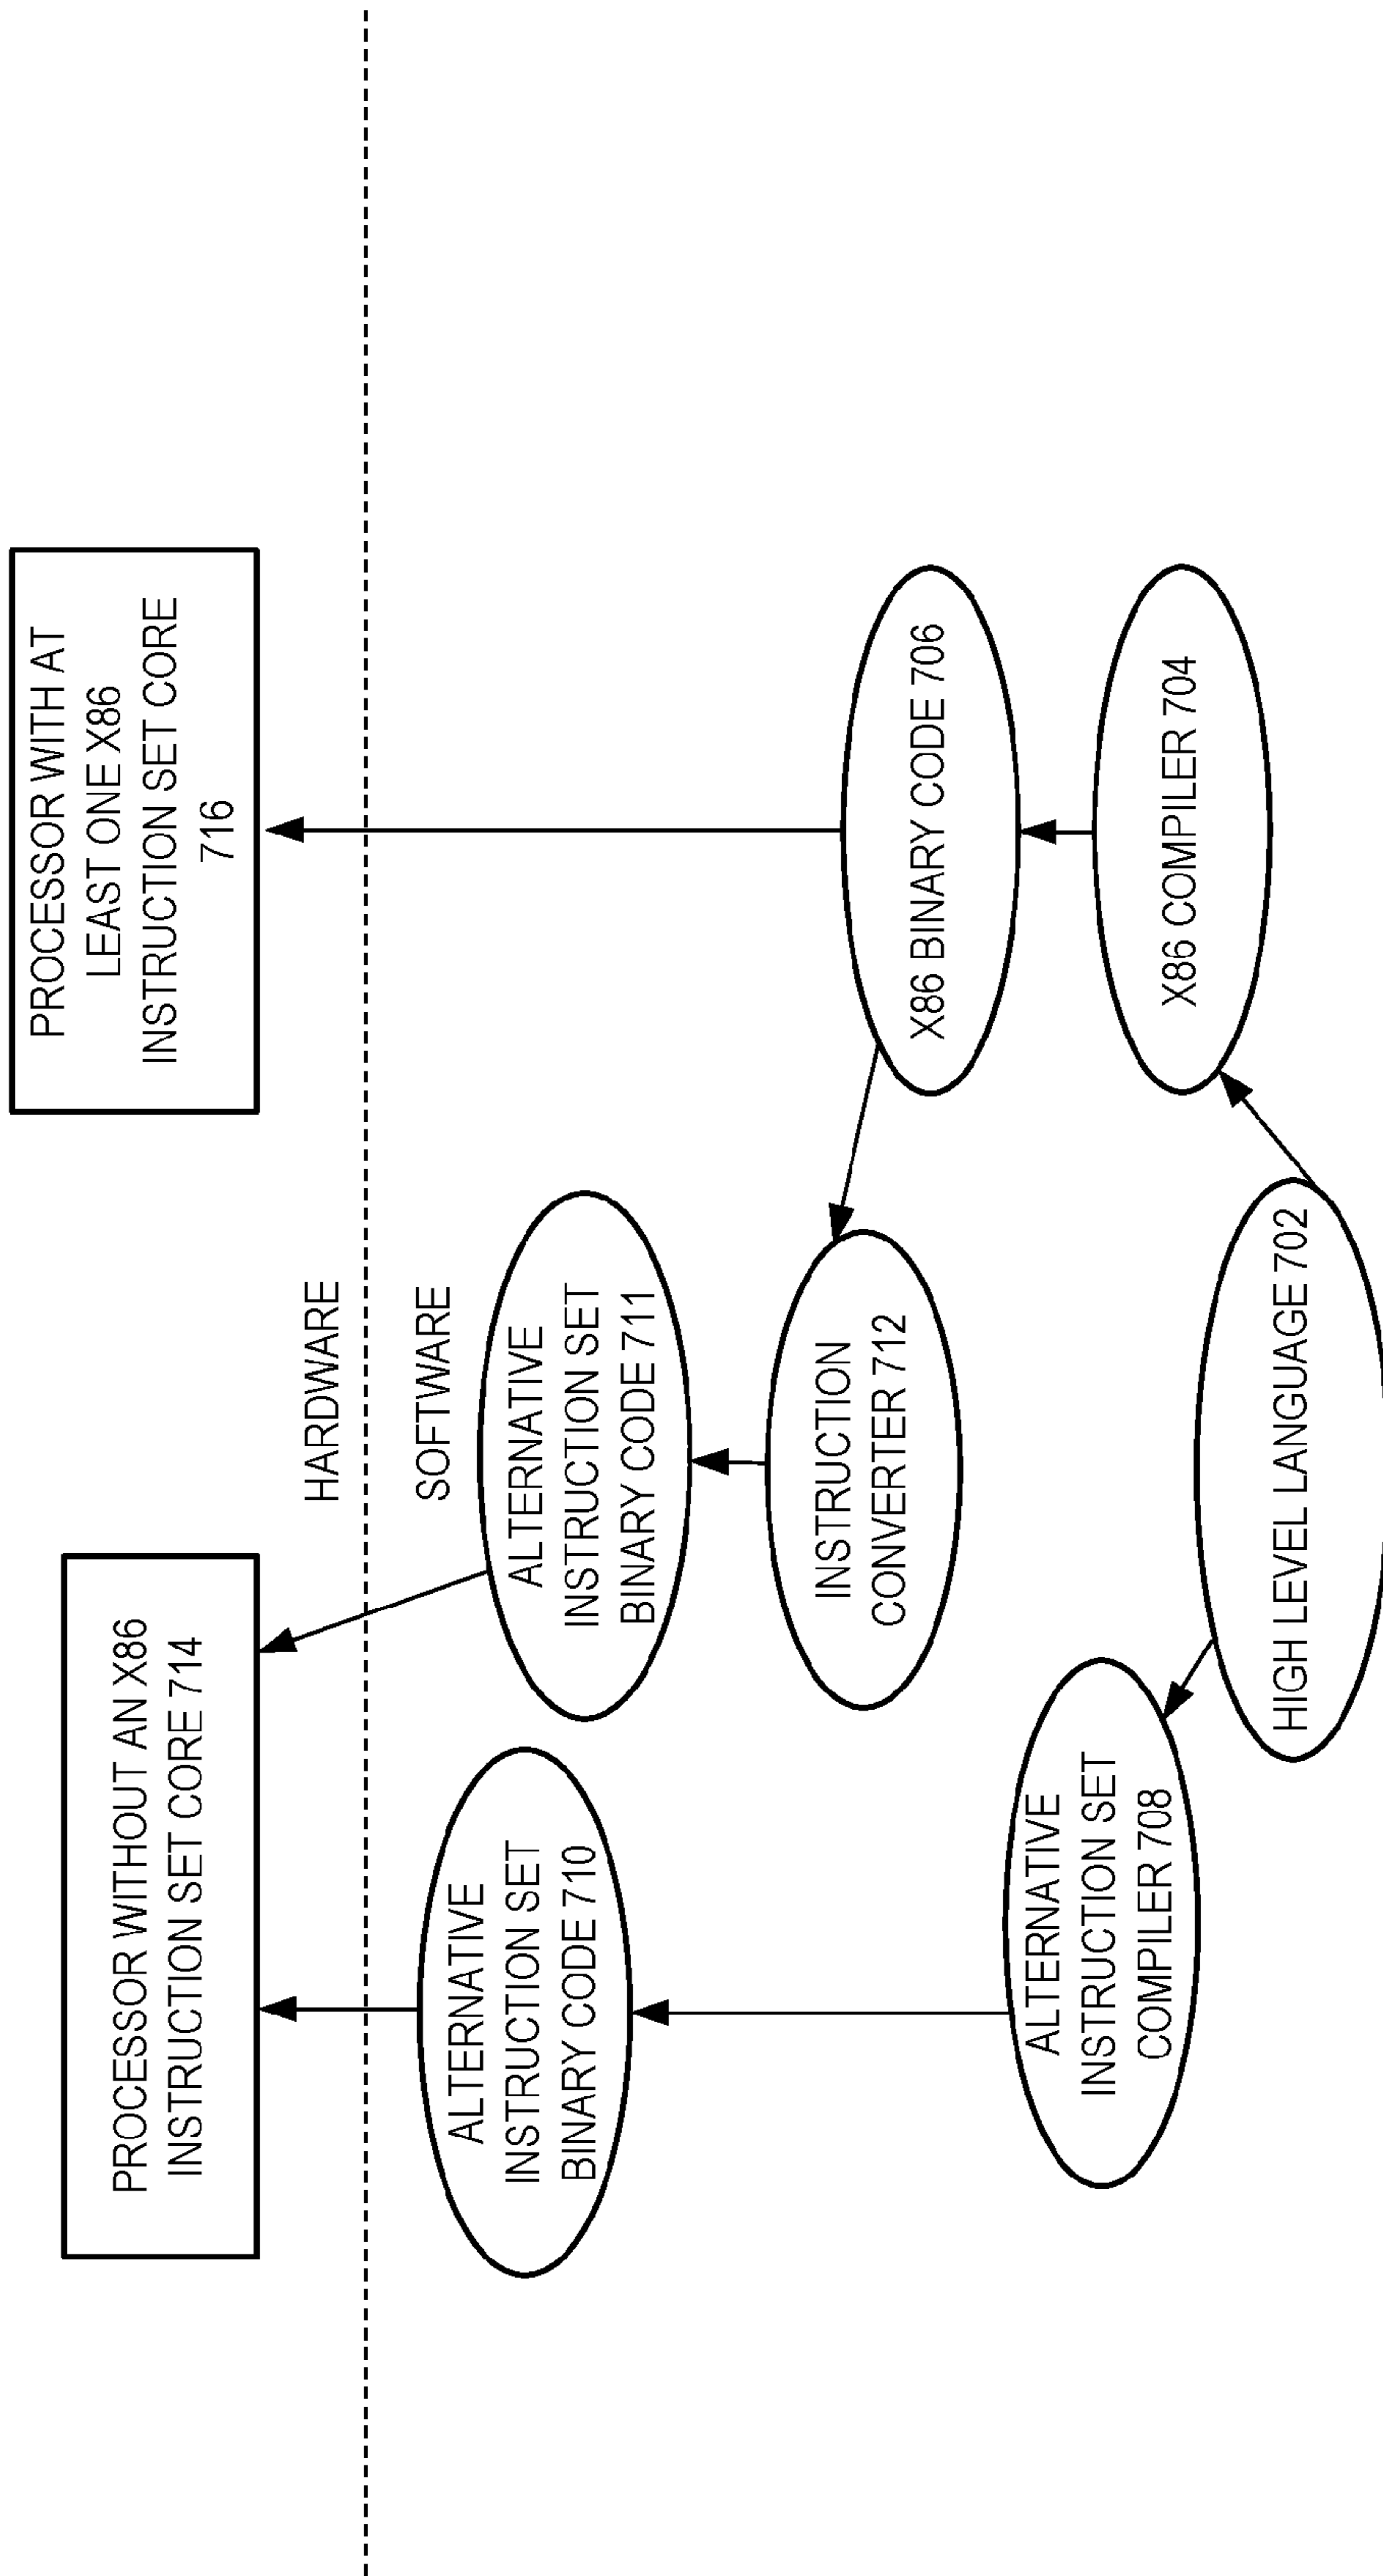 PROCESSOR WITHOUT AN X86
INSTRUCTION SET CORE 714
PROCESSOR WITH AT
LEAST ONE X86
INSTRUCTION SET CORE
716
HARDWARE
SOFTWARE
ALTERNATIVE
INSTRUCTION SET
BINARY CODE 710
ALTERNATIVE
INSTRUCTION SET
BINARY CODE 711
INSTRUCTION
CONVERTER 712
X86 BINARY CODE 706
ALTERNATIVE
INSTRUCTION SET
COMPILER 708
X86 COMPILER 704
HIGH LEVEL LANGUAGE 702